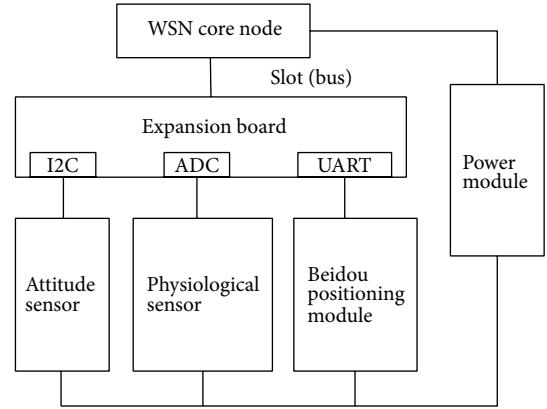 WSN core node
Slot (bus)
Expansion board
I2C
ADC
UART
Power
module
Attitude
sensor
Physiological
sensor
Beidou
positioning
module